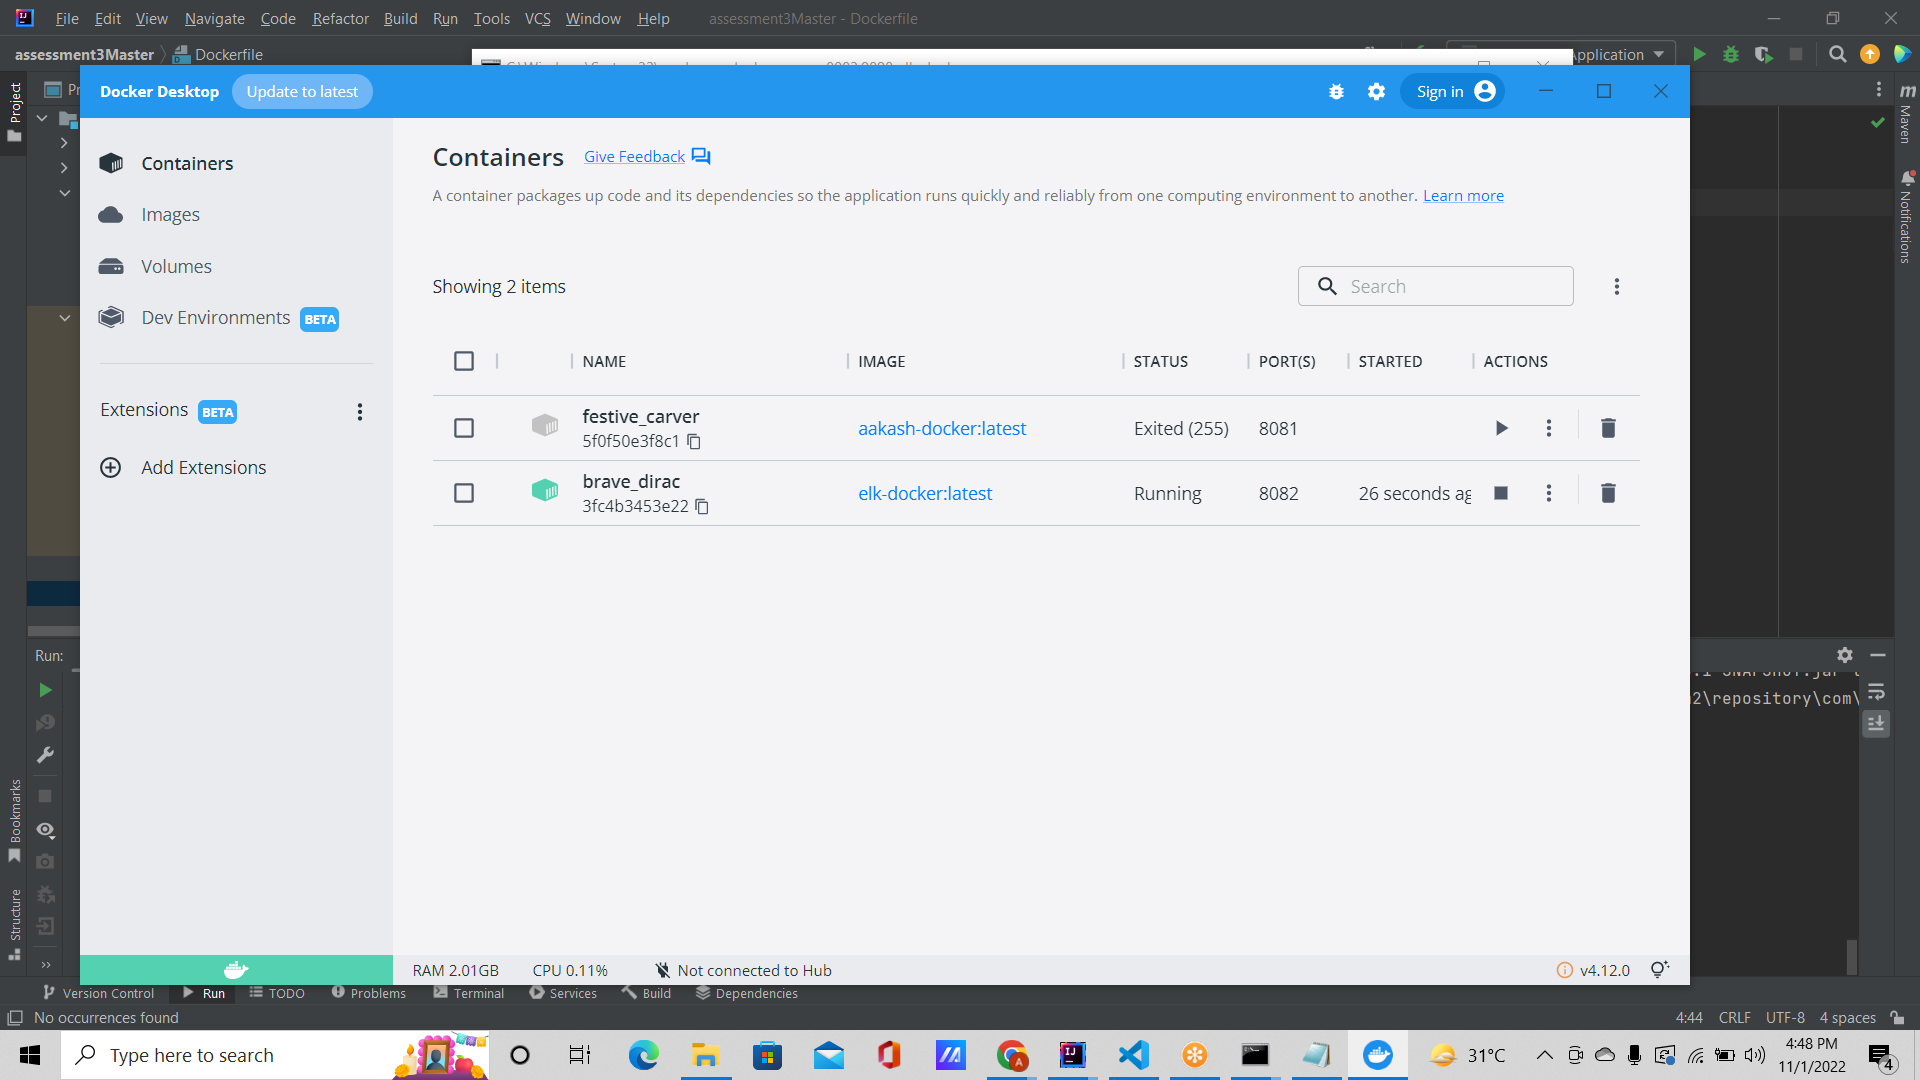 File Edit View Navigate Code Refactor Build Run Tools VCS Window Help assessment3Master - Dockerfile
assessment3Master Dockerfile
Application
Docker Desktop Update to latest Sign in
Project
Maven
Notifications
Containers
Images
Volumes
Dev Environments BETA
Extensions BETA
Add Extensions
Containers Give Feedback
A container packages up code and its dependencies so the application runs quickly and reliably from one computing environment to another. Learn more
Showing 2 items
Search
NAME IMAGE STATUS PORT(S) STARTED ACTIONS
festive_carver
5f0f50e3f8c1
aakash-docker:latest Exited (255) 8081
brave_dirac
3fc4b3453e22
elk-docker:latest Running 8082 26 seconds ag
Run:
2\repository\com\
Bookmarks
Structure
RAM 2.01GB CPU 0.11% Not connected to Hub v4.12.0
Version Control Run TODO Problems Terminal Services Build Dependencies
No occurrences found 4:44 CRLF UTF-8 4 spaces
Type here to search
31°C
4:48 PM
11/1/2022
4